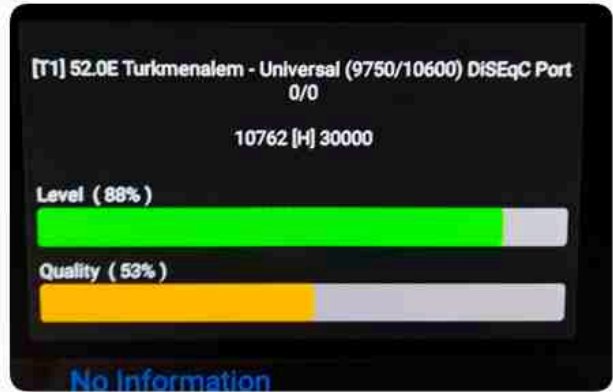 [T1] 52.0E Turkmenalem - Universal (9750/10600) DiSEqC Port
0/0
10762 [H] 30000
Level ( 88% )
Quality ( 53% )
No Information